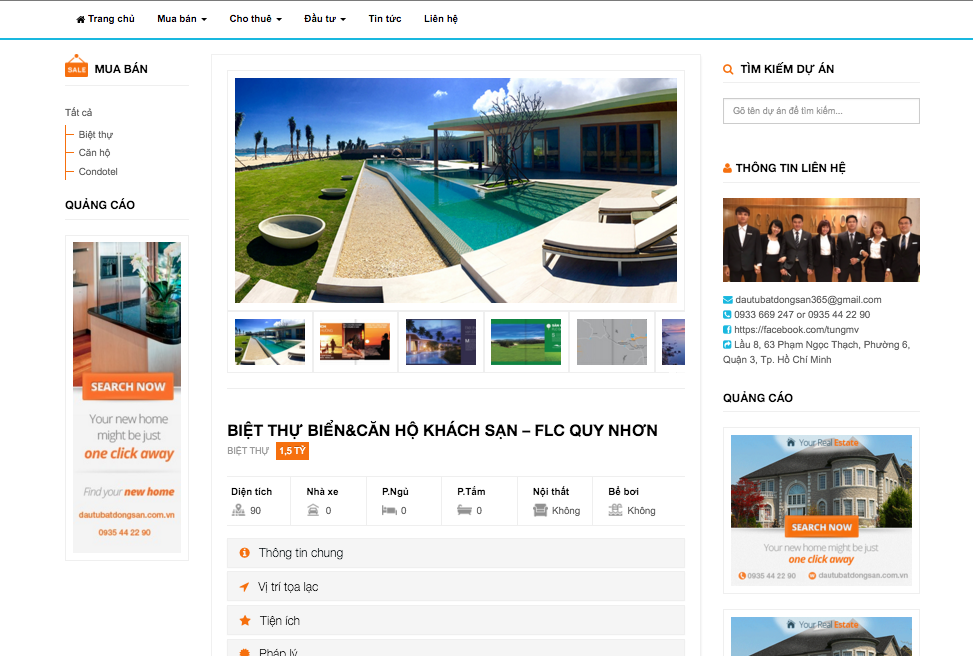 Trang chủ Mua bán Cho thuê Đầu tư Tin tức Liên hệ
SALE MUA BÁN
Tất cả
Biệt thự
Căn hộ
Condotel
QUẢNG CÁO
SEARCH NOW
Your new home
might be just
one click away
Find your new home
dautubatdongsan.com.vn
0935 44 22 90
BIỆT THỰ BIỂN&CĂN HỘ KHÁCH SẠN – FLC QUY NHƠN
BIỆT THỰ 1,5 TỶ
Diện tích Nhà xe P.Ngủ P.Tắm Nội thất Bể bơi
90 0 0 0 Không Không
Thông tin chung
Vị trí tọa lạc
Tiện ích
Pháp lý
TÌM KIẾM DỰ ÁN
Gõ tên dự án để tìm kiếm...
THÔNG TIN LIÊN HỆ
dautubatdongsan365@gmail.com
0933 669 247 or 0935 44 22 90
https://facebook.com/tungmv
Lầu 8, 63 Phạm Ngọc Thạch, Phường 6,
Quận 3, Tp. Hồ Chí Minh
QUẢNG CÁO
Your Real Estate
SEARCH NOW
Your new home might be just
one click away
0935 44 22 90 dautubatdongsan.com.vn
Your Real Estate